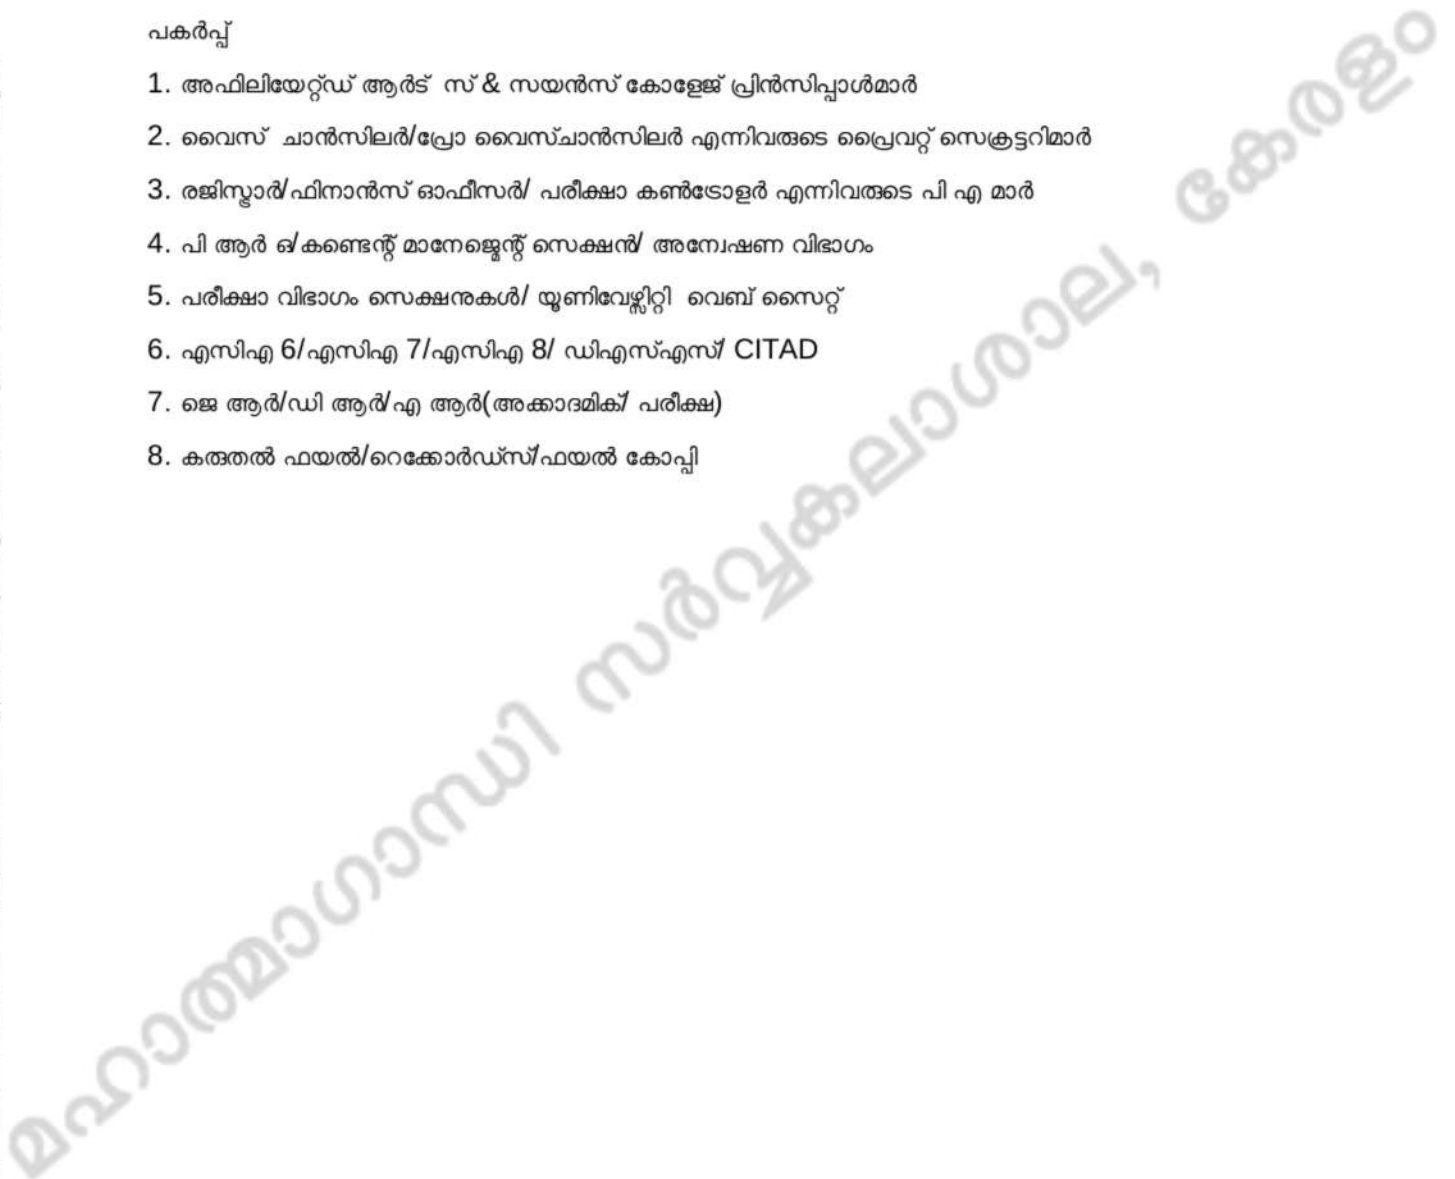 പകർപ്പ്
1. അഫിലിയേറ്റ്ഡ് ആർട് സ് & സയൻസ് കോളേജ് പ്രിൻസിപ്പാൾമാർ
2. വൈസ് ചാൻസിലർ/പ്രോ വൈസ്ചാൻസിലർ എന്നിവരുടെ പ്രൈവറ്റ് സെക്രട്ടറിമാർ
3. രജിസ്ട്രാർ/ഫിനാൻസ് ഓഫീസർ/ പരീക്ഷാ കൺട്രോളർ എന്നിവരുടെ പി എ മാർ
4. പി ആർ ഒ/കണ്ടെന്റ് മാനേജ്മെന്റ് സെക്ഷൻ/ അന്വേഷണ വിഭാഗം
5. പരീക്ഷാ വിഭാഗം സെക്ഷനുകൾ/ യൂണിവേഴ്സിറ്റി വെബ് സൈറ്റ്
6. എസിഎ 6/എസിഎ 7/എസിഎ 8/ ഡിഎസ്എസ്/ CITAD
7. ജെ ആർ/ഡി ആർ/എ ആർ(അക്കാദമിക്/ പരീക്ഷ)
8. കരുതൽ ഫയൽ/റെക്കോർഡ്സ്/ഫയൽ കോപ്പി
മഹാത്മാഗാന്ധി സർവ്വകലാശാല, കേരളം